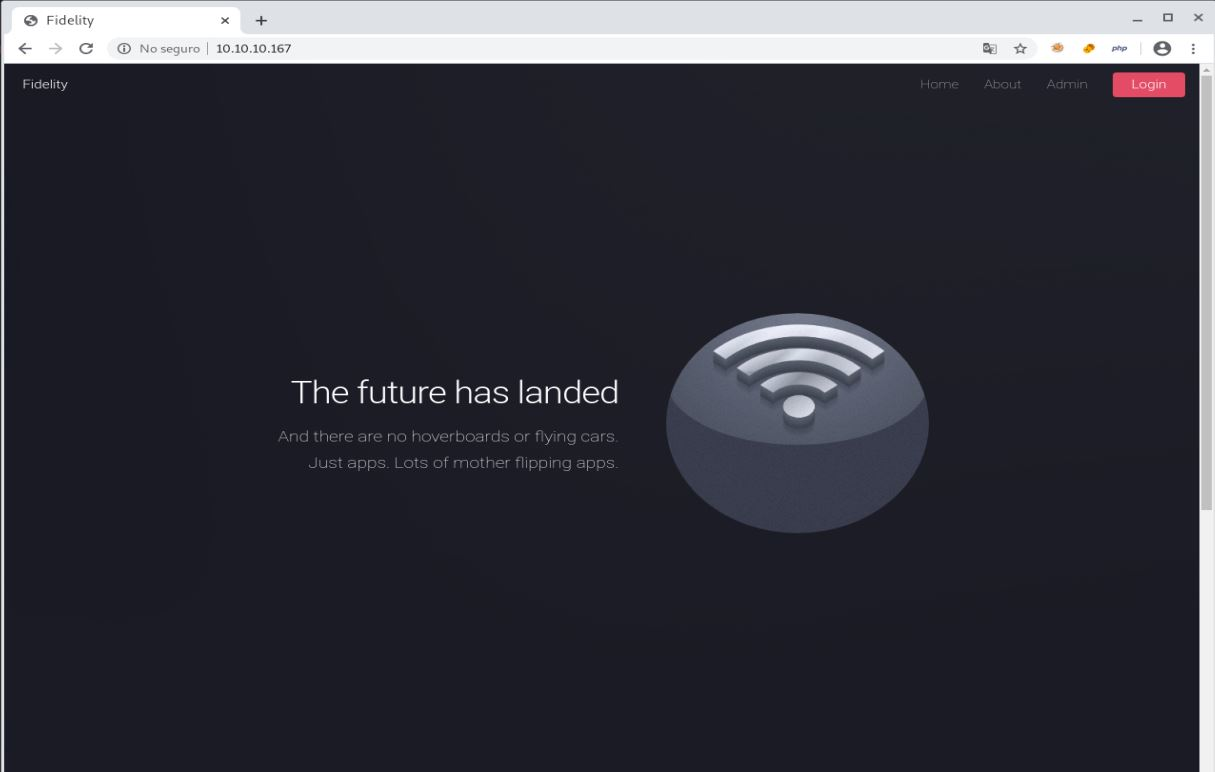 Fidelity
No seguro 10.10.10.167
php
Fidelity
Home About Admin Login
The future has landed
And there are no hoverboards or flying cars.
Just apps. Lots of mother flipping apps.